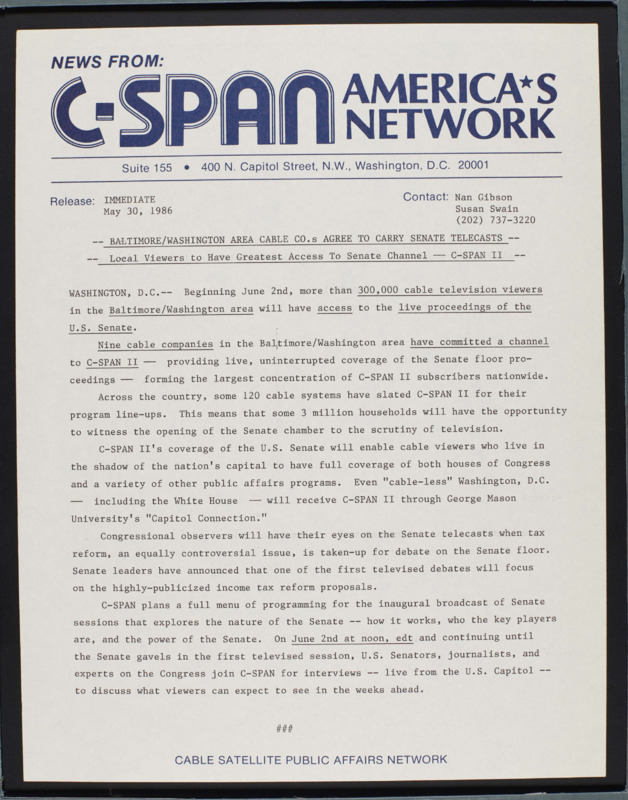 NEWS FROM:
C-SPAN AMERICA★S
NETWORK
Suite 155 • 400 N. Capitol Street, N.W., Washington, D.C. 20001
Release: IMMEDIATE
May 30, 1986
Contact: Nan Gibson
Susan Swain
(202) 737-3220
-- BALTIMORE/WASHINGTON AREA CABLE CO.s AGREE TO CARRY SENATE TELECASTS --
-- Local Viewers to Have Greatest Access To Senate Channel — C-SPAN II --
WASHINGTON, D.C.-- Beginning June 2nd, more than 300,000 cable television viewers
in the Baltimore/Washington area will have access to the live proceedings of the
U.S. Senate.
Nine cable companies in the Baltimore/Washington area have committed a channel
to C-SPAN II — providing live, uninterrupted coverage of the Senate floor pro-
ceedings — forming the largest concentration of C-SPAN II subscribers nationwide.
Across the country, some 120 cable systems have slated C-SPAN II for their
program line-ups. This means that some 3 million households will have the opportunity
to witness the opening of the Senate chamber to the scrutiny of television.
C-SPAN II's coverage of the U.S. Senate will enable cable viewers who live in
the shadow of the nation's capital to have full coverage of both houses of Congress
and a variety of other public affairs programs. Even "cable-less" Washington, D.C.
— including the White House — will receive C-SPAN II through George Mason
University's "Capitol Connection."
Congressional observers will have their eyes on the Senate telecasts when tax
reform, an equally controversial issue, is taken-up for debate on the Senate floor.
Senate leaders have announced that one of the first televised debates will focus
on the highly-publicized income tax reform proposals.
C-SPAN plans a full menu of programming for the inaugural broadcast of Senate
sessions that explores the nature of the Senate -- how it works, who the key players
are, and the power of the Senate. On June 2nd at noon, edt and continuing until
the Senate gavels in the first televised session, U.S. Senators, journalists, and
experts on the Congress join C-SPAN for interviews -- live from the U.S. Capitol --
to discuss what viewers can expect to see in the weeks ahead.
###
CABLE SATELLITE PUBLIC AFFAIRS NETWORK